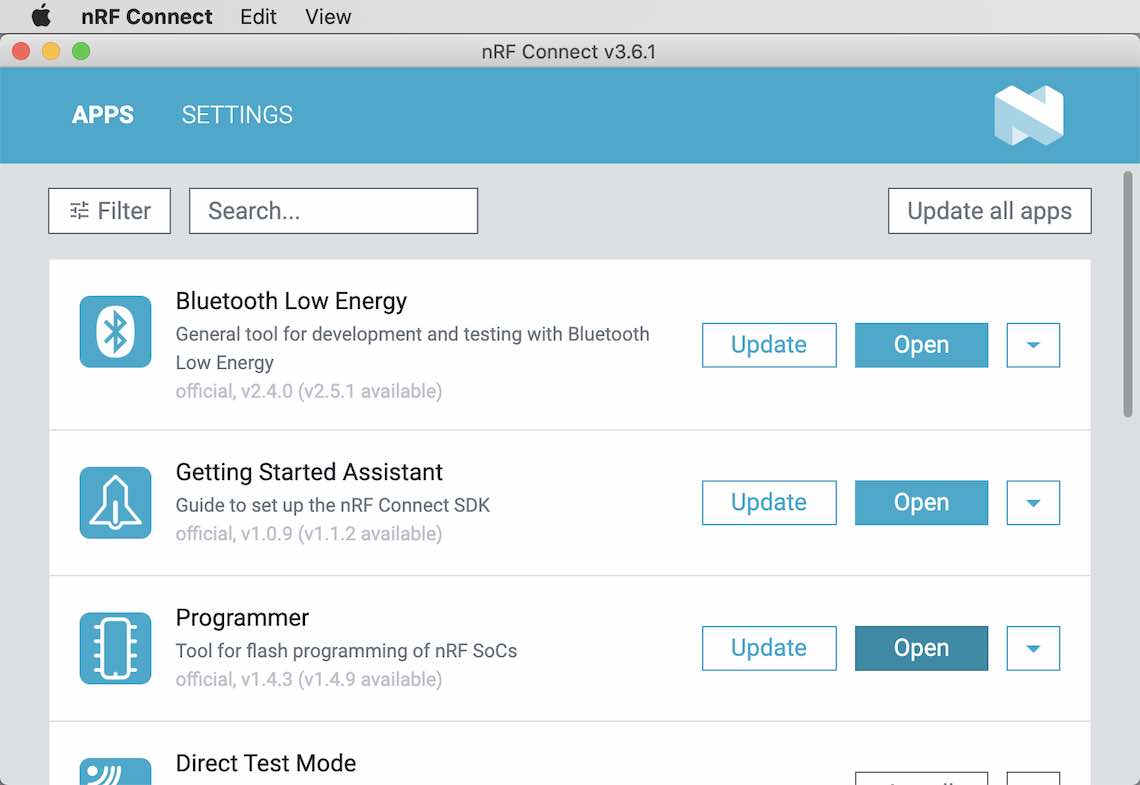 nRF Connect Edit View
nRF Connect v3.6.1
APPS SETTINGS
Filter Search... Update all apps
Bluetooth Low Energy
General tool for development and testing with Bluetooth
Low Energy
official, v2.4.0 (v2.5.1 available)
Update Open
Getting Started Assistant
Guide to set up the nRF Connect SDK
official, v1.0.9 (v1.1.2 available)
Update Open
Programmer
Tool for flash programming of nRF SoCs
official, v1.4.3 (v1.4.9 available)
Update Open
Direct Test Mode